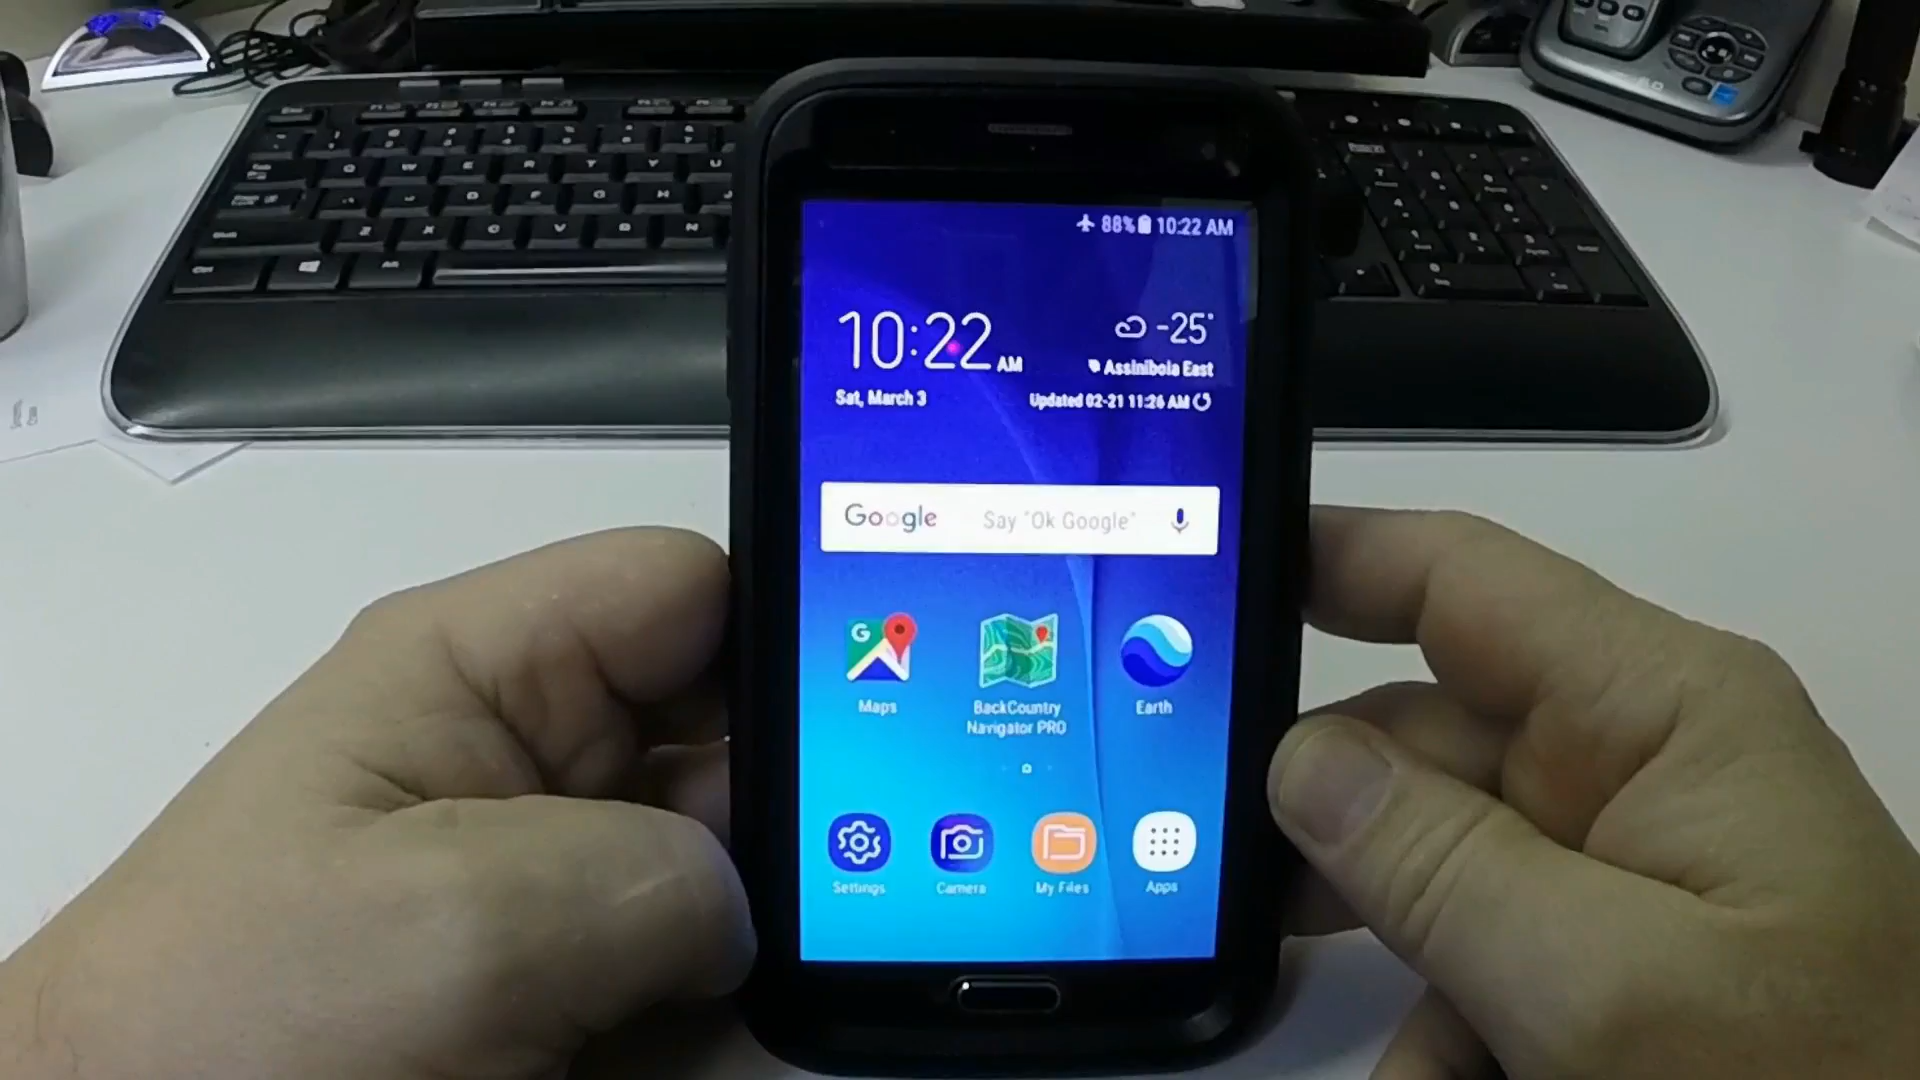 88% 10:22 AM
10:22 AM
-25°
Assiniboia East
Sat, March 3
Updated 02-21 11:26 AM
Google Say "Ok Google"
Maps
BackCountry
Navigator PRO
Earth
Settings
Camera
My Files
Apps